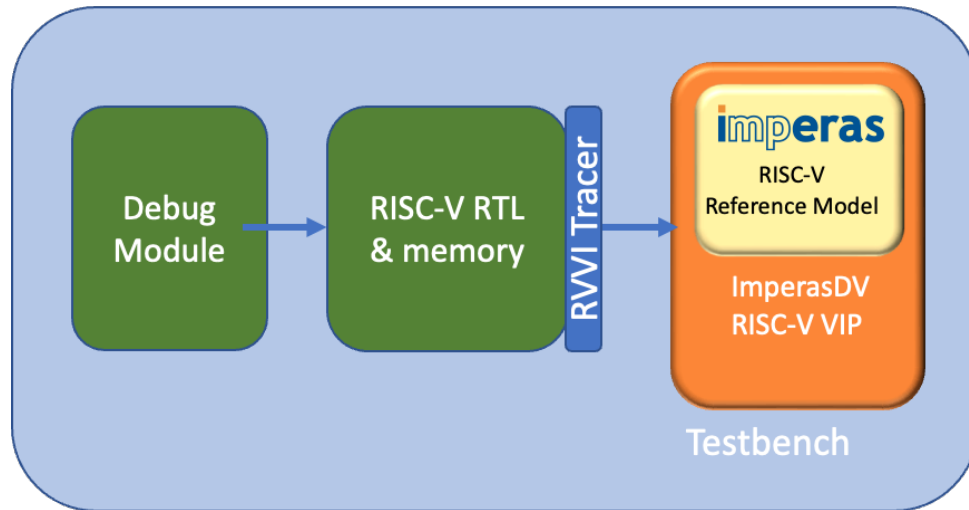 Debug
Module
RISC-V RTL
& memory
RVVI Tracer
imperas
RISC-V
Reference Model
ImperasDV
RISC-V VIP
Testbench